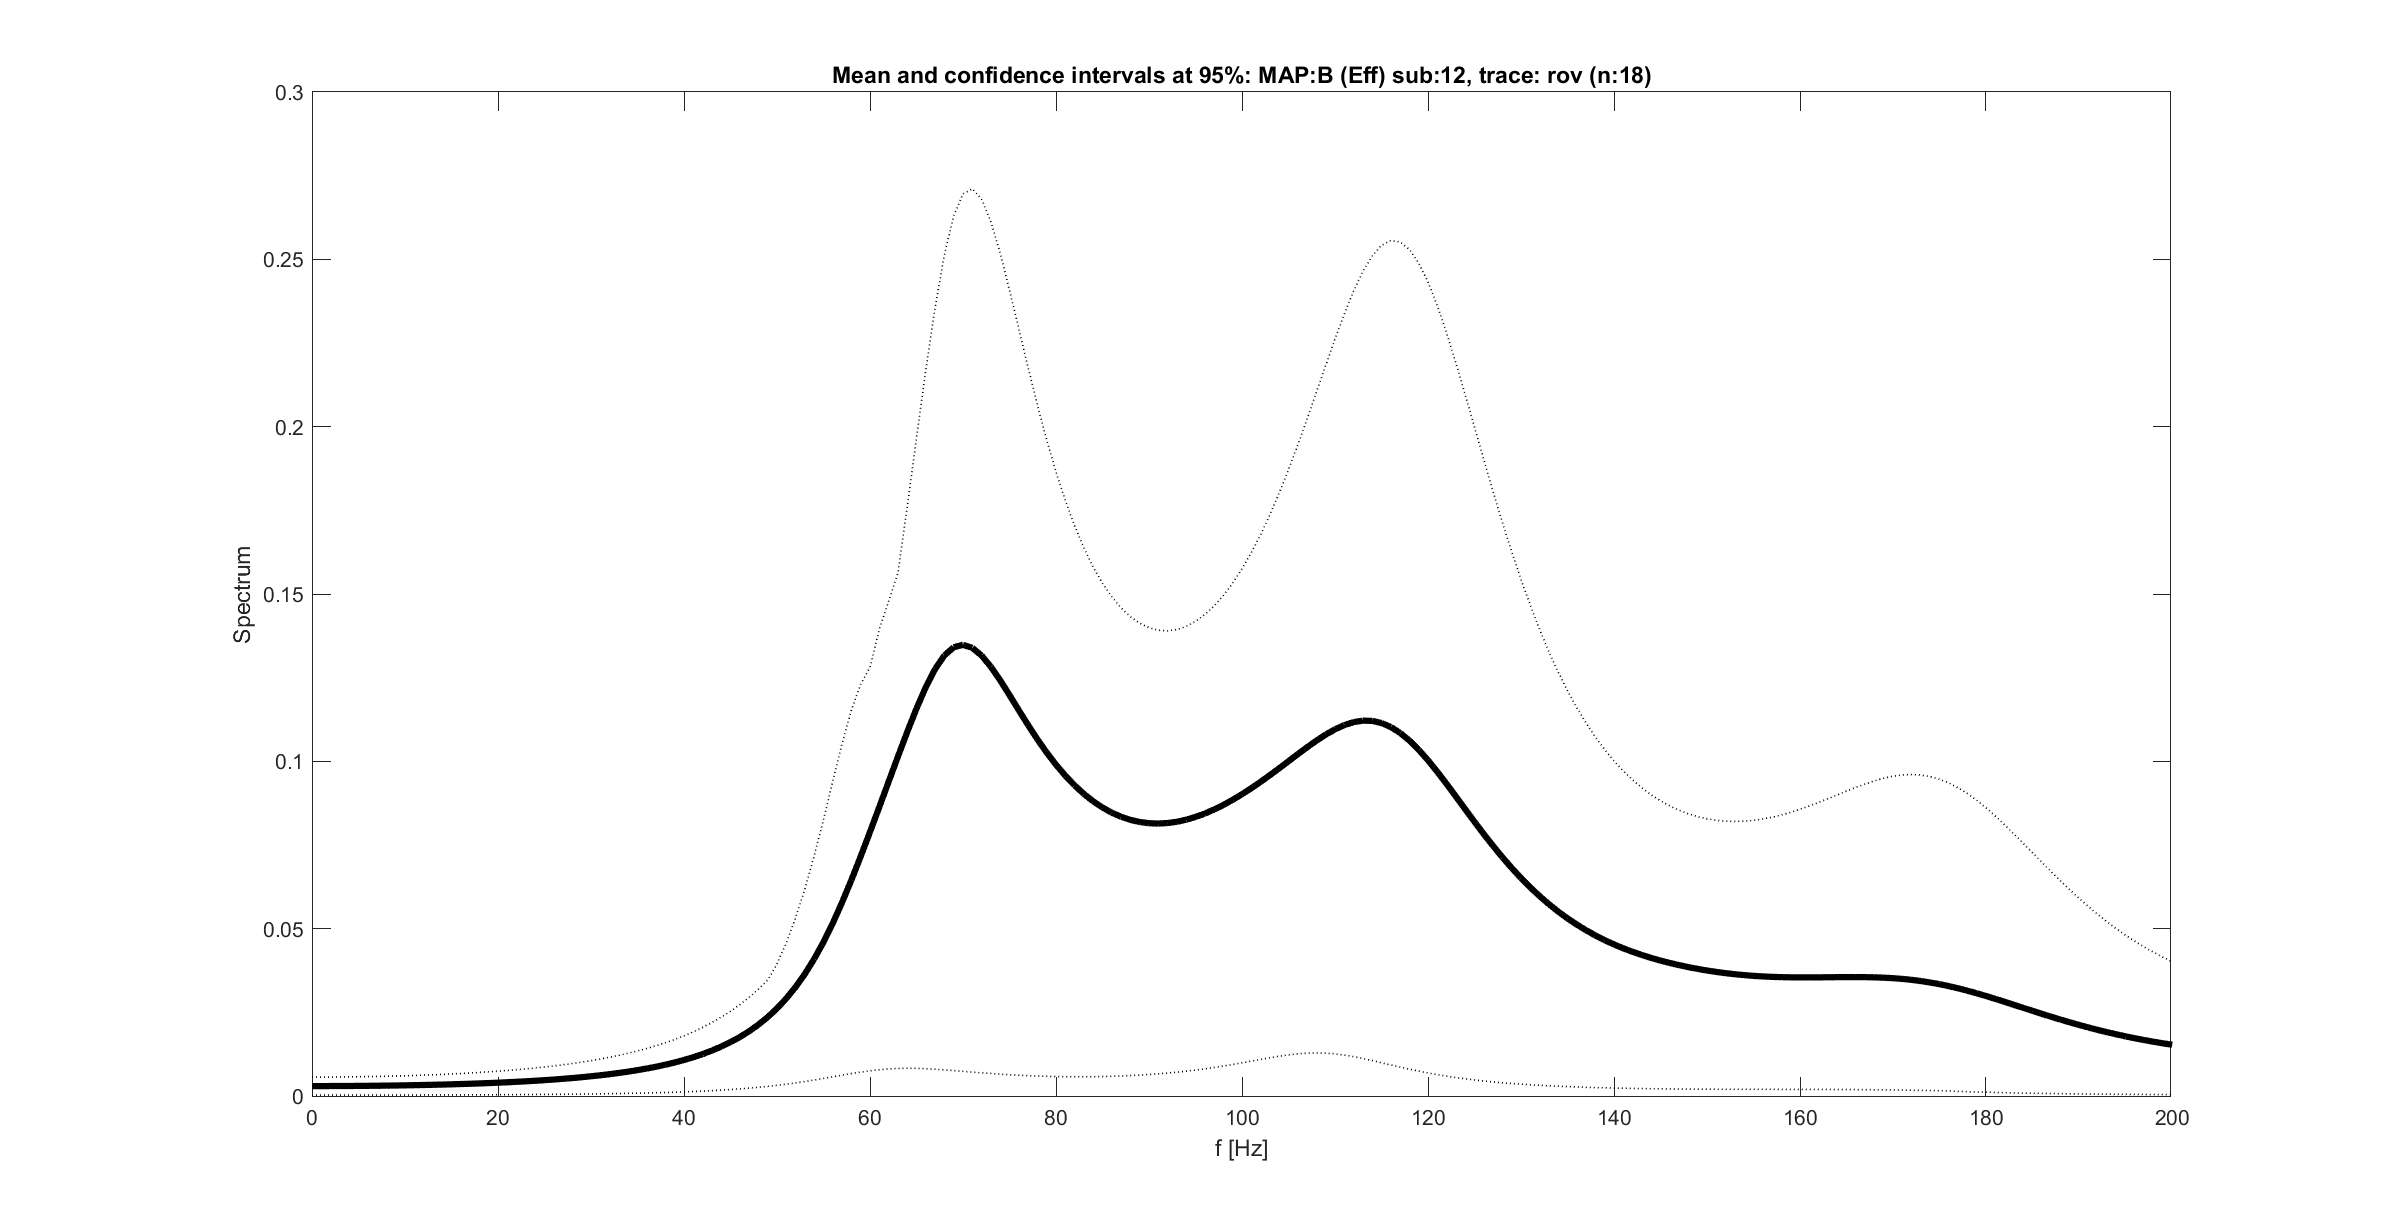 Mean and confidence intervals at 95%: MAP:B (Eff) sub:12, trace: rov (n:18)
0.3
0.25
0.2
0.15
0.1
0.05
0
Spectrum
0 20 40 60 80 100 120 140 160 180 200
f [Hz]